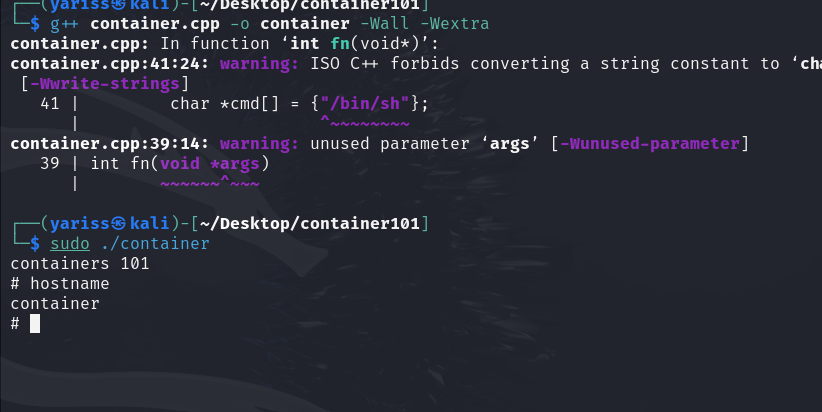 ┌──(yariss㉿kali)-[~/Desktop/container101]
└─$ g++ container.cpp -o container -Wall -Wextra
container.cpp: In function ‘int fn(void*)’:
container.cpp:41:24: warning: ISO C++ forbids converting a string constant to ‘cha
[-Wwrite-strings]
41 | char *cmd[] = {"/bin/sh"};
| ^~~~~~~~~
container.cpp:39:14: warning: unused parameter ‘args’ [-Wunused-parameter]
39 | int fn(void *args)
| ~~~~~~^~~~
┌──(yariss㉿kali)-[~/Desktop/container101]
└─$ sudo ./container
containers 101
# hostname
container
#